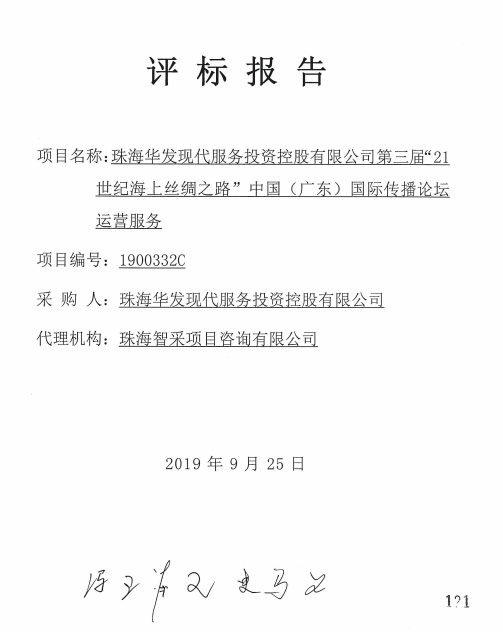 评标报告
项目名称：珠海华发现代服务投资控股有限公司第三届“21
世纪海上丝绸之路”中国（广东）国际传播论坛
运营服务
项目编号：1900332C
采 购 人：珠海华发现代服务投资控股有限公司
代理机构：珠海智采项目咨询有限公司
2019 年 9 月 25 日